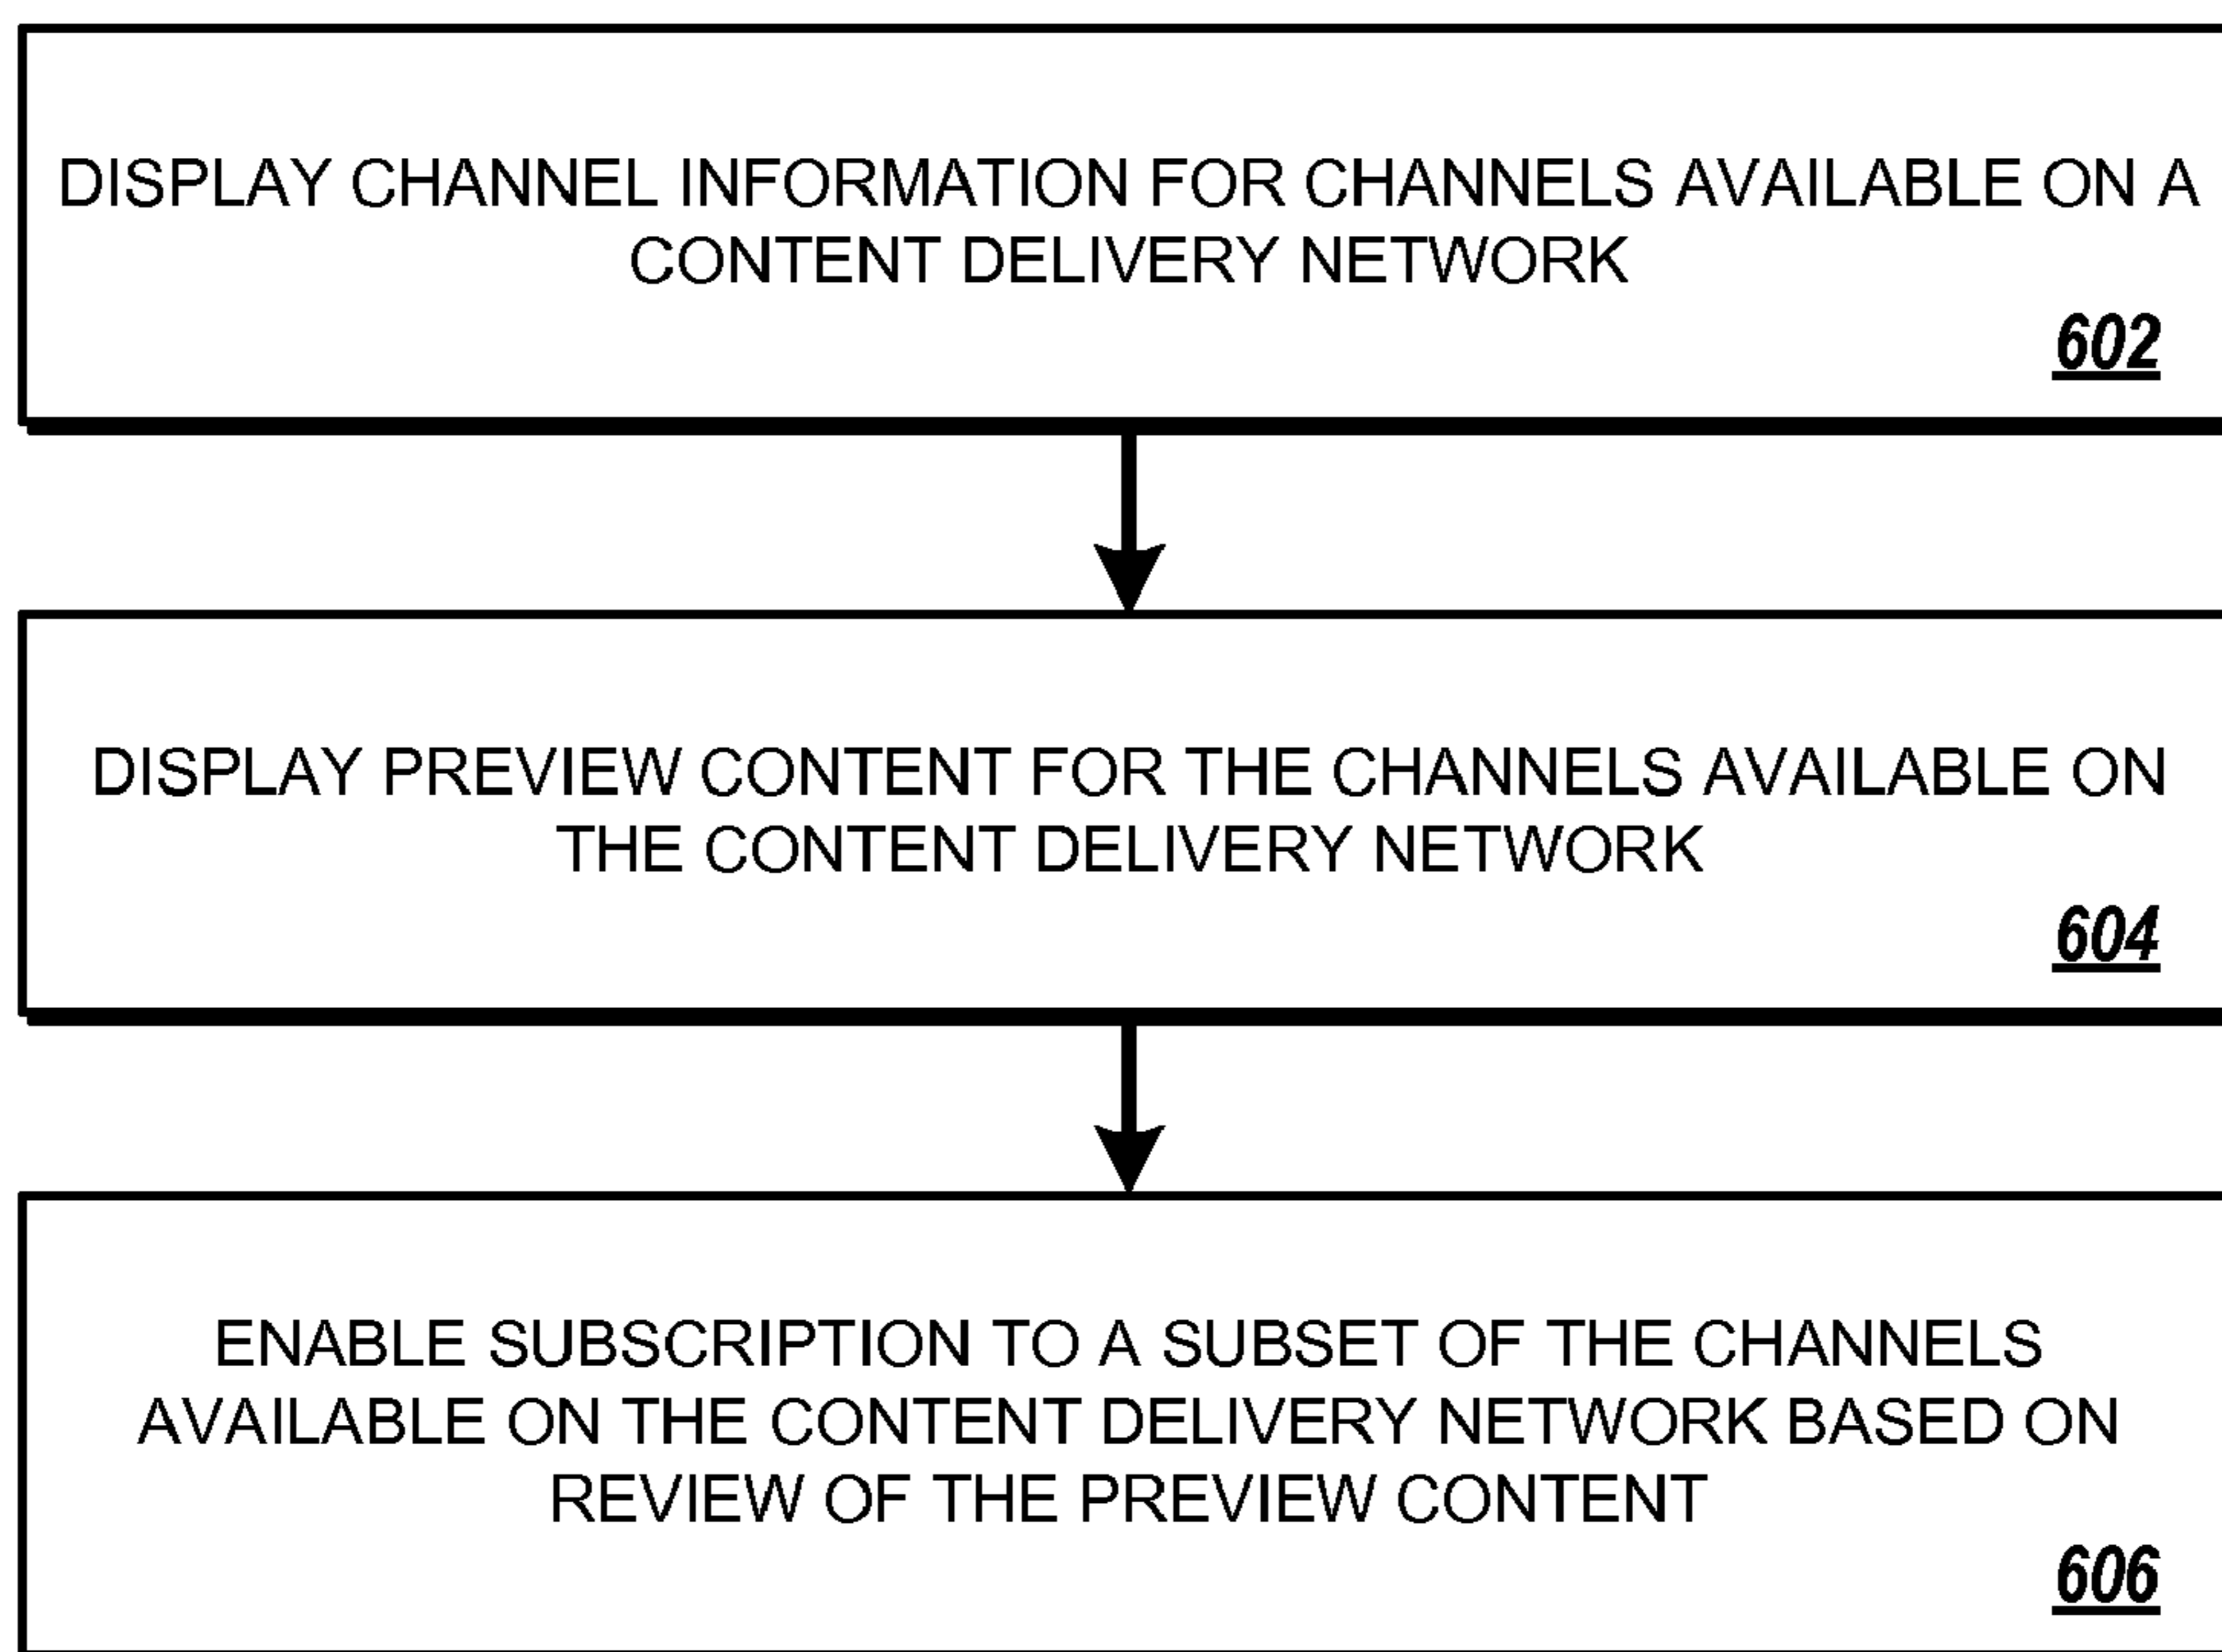 DISPLAY CHANNEL INFORMATION FOR CHANNELS AVAILABLE ON A
CONTENT DELIVERY NETWORK
602
DISPLAY PREVIEW CONTENT FOR THE CHANNELS AVAILABLE ON
THE CONTENT DELIVERY NETWORK
604
ENABLE SUBSCRIPTION TO A SUBSET OF THE CHANNELS
AVAILABLE ON THE CONTENT DELIVERY NETWORK BASED ON
REVIEW OF THE PREVIEW CONTENT
606